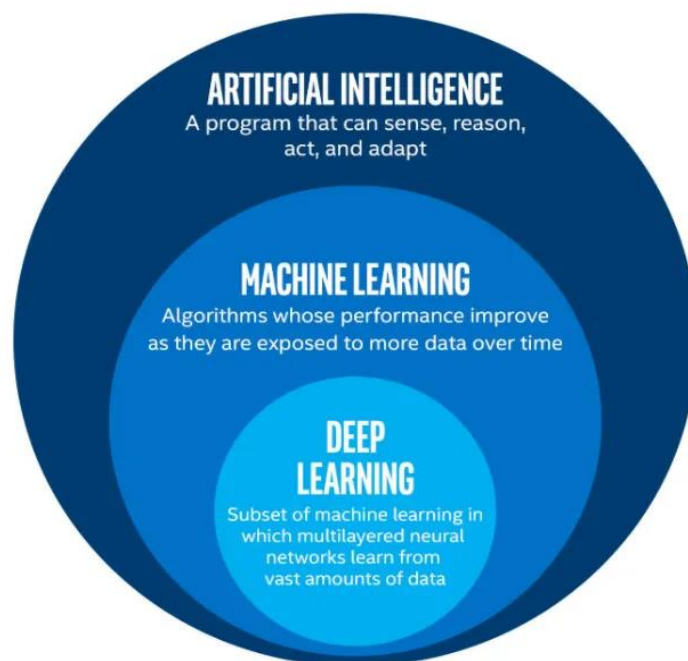 ARTIFICIAL INTELLIGENCE
A program that can sense, reason,
act, and adapt
MACHINE LEARNING
Algorithms whose performance improve
as they are exposed to more data over time
DEEP
LEARNING
Subset of machine learning in
which multilayered neural
networks learn from
vast amounts of data